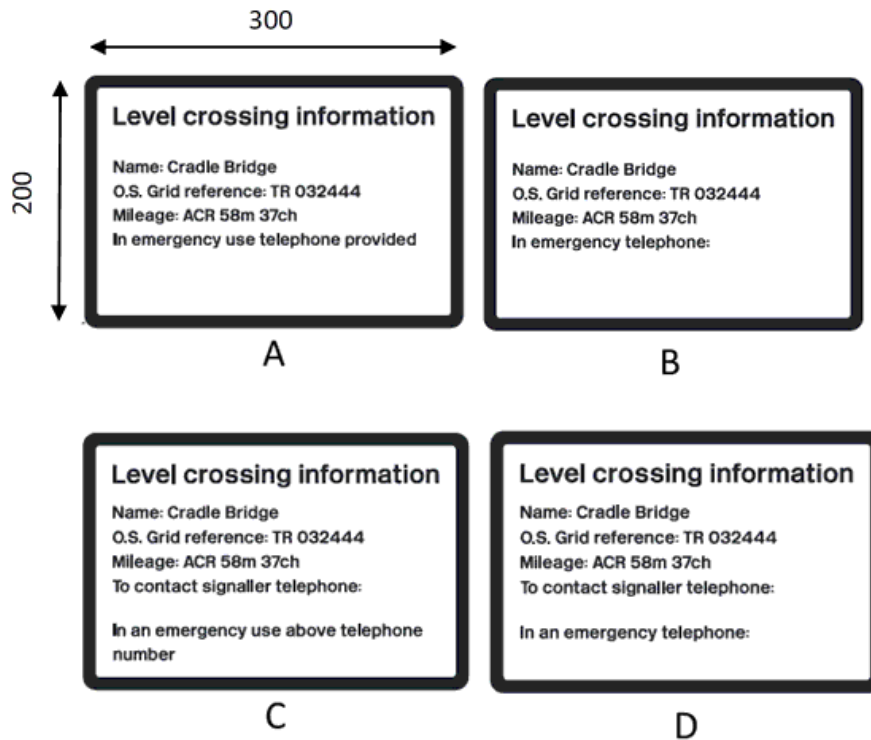 300
200
Level crossing information
Name: Cradle Bridge
O.S. Grid reference: TR 032444
Mileage: ACR 58m 37ch
In emergency use telephone provided
A
Level crossing information
Name: Cradle Bridge
O.S. Grid reference: TR 032444
Mileage: ACR 58m 37ch
In emergency telephone:
B
Level crossing information
Name: Cradle Bridge
O.S. Grid reference: TR 032444
Mileage: ACR 58m 37ch
To contact signaller telephone:
In an emergency use above telephone
number
C
Level crossing information
Name: Cradle Bridge
O.S. Grid reference: TR 032444
Mileage: ACR 58m 37ch
To contact signaller telephone:
In an emergency telephone:
D